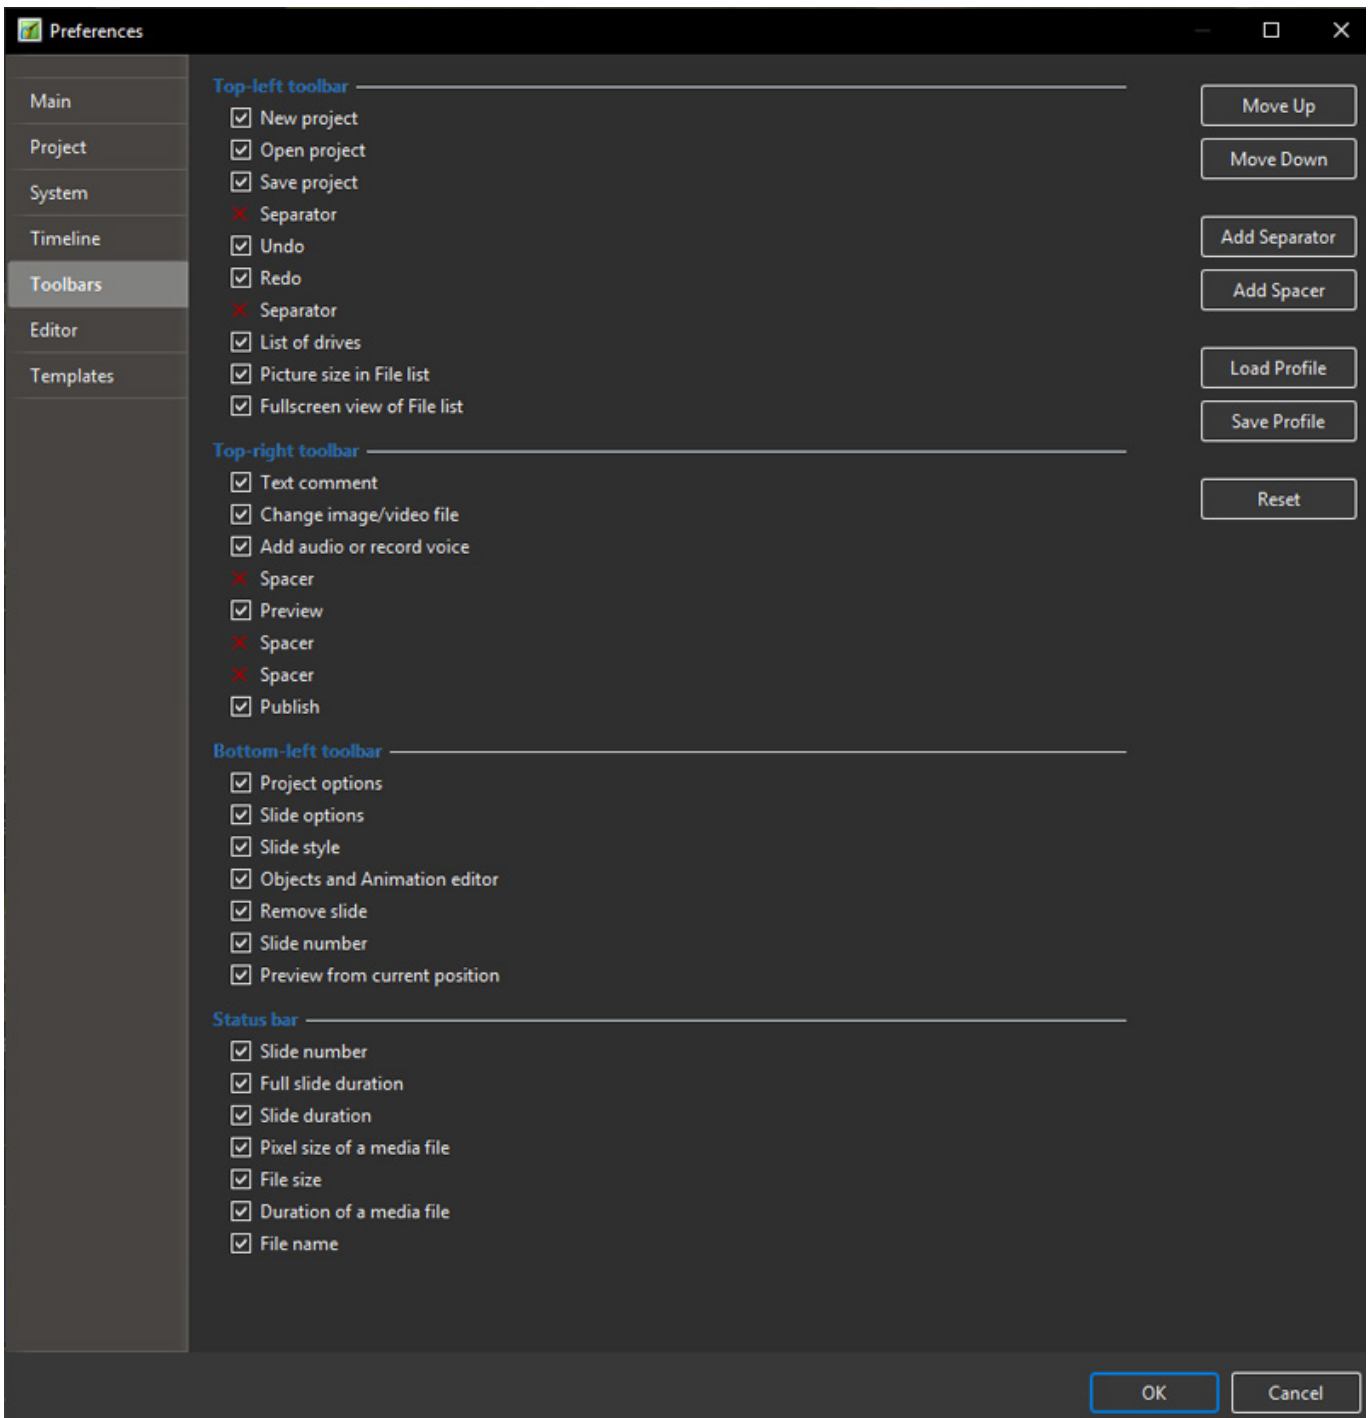 Preferences
Main
Project
System
Timeline
Toolbars
Editor
Templates
Top-left toolbar
New project
Open project
Save project
Separator
Undo
Redo
Separator
List of drives
Picture size in File list
Fullscreen view of File list
Top-right toolbar
Text comment
Change image/video file
Add audio or record voice
Spacer
Preview
Spacer
Spacer
Publish
Bottom-left toolbar
Project options
Slide options
Slide style
Objects and Animation editor
Remove slide
Slide number
Preview from current position
Status bar
Slide number
Full slide duration
Slide duration
Pixel size of a media file
File size
Duration of a media file
File name
Move Up
Move Down
Add Separator
Add Spacer
Load Profile
Save Profile
Reset
OK
Cancel